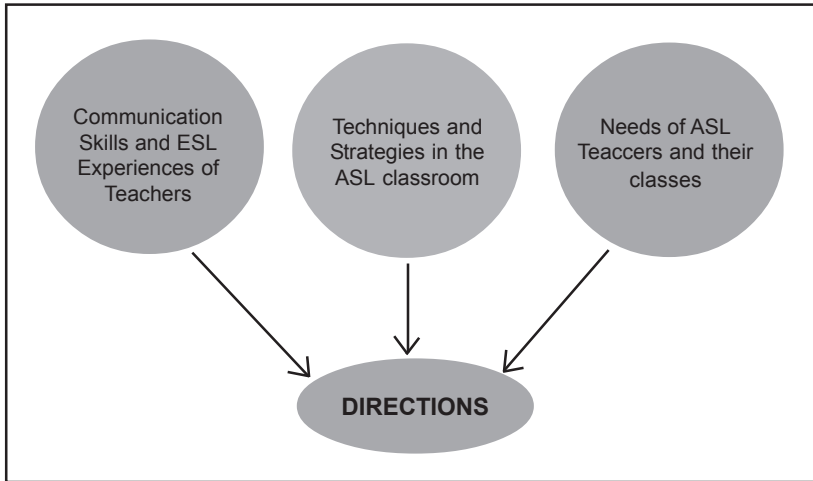 Communication
Skills and ESL
Experiences of
Teachers
Techniques and
Strategies in the
ASL classroom
Needs of ASL
Teaccers and their
classes
DIRECTIONS